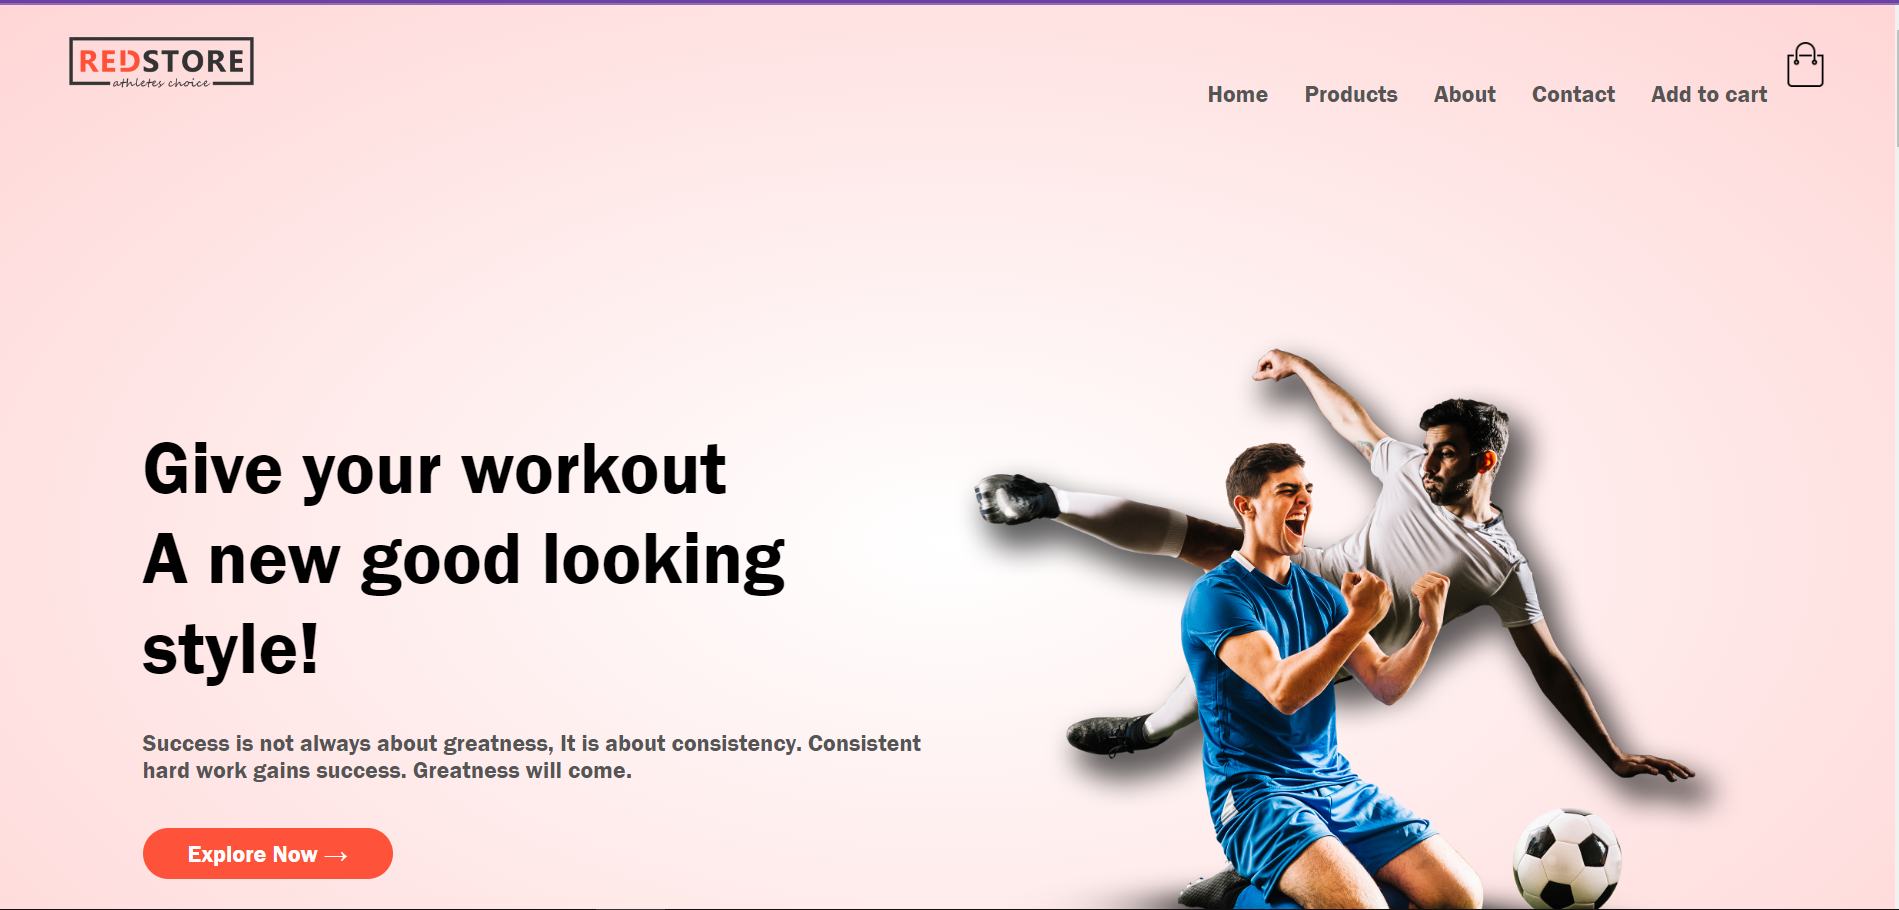 REDSTORE
athletes choice
Home Products About Contact Add to cart
Give your workout
A new good looking
style!
Success is not always about greatness, It is about consistency. Consistent
hard work gains success. Greatness will come.
Explore Now →